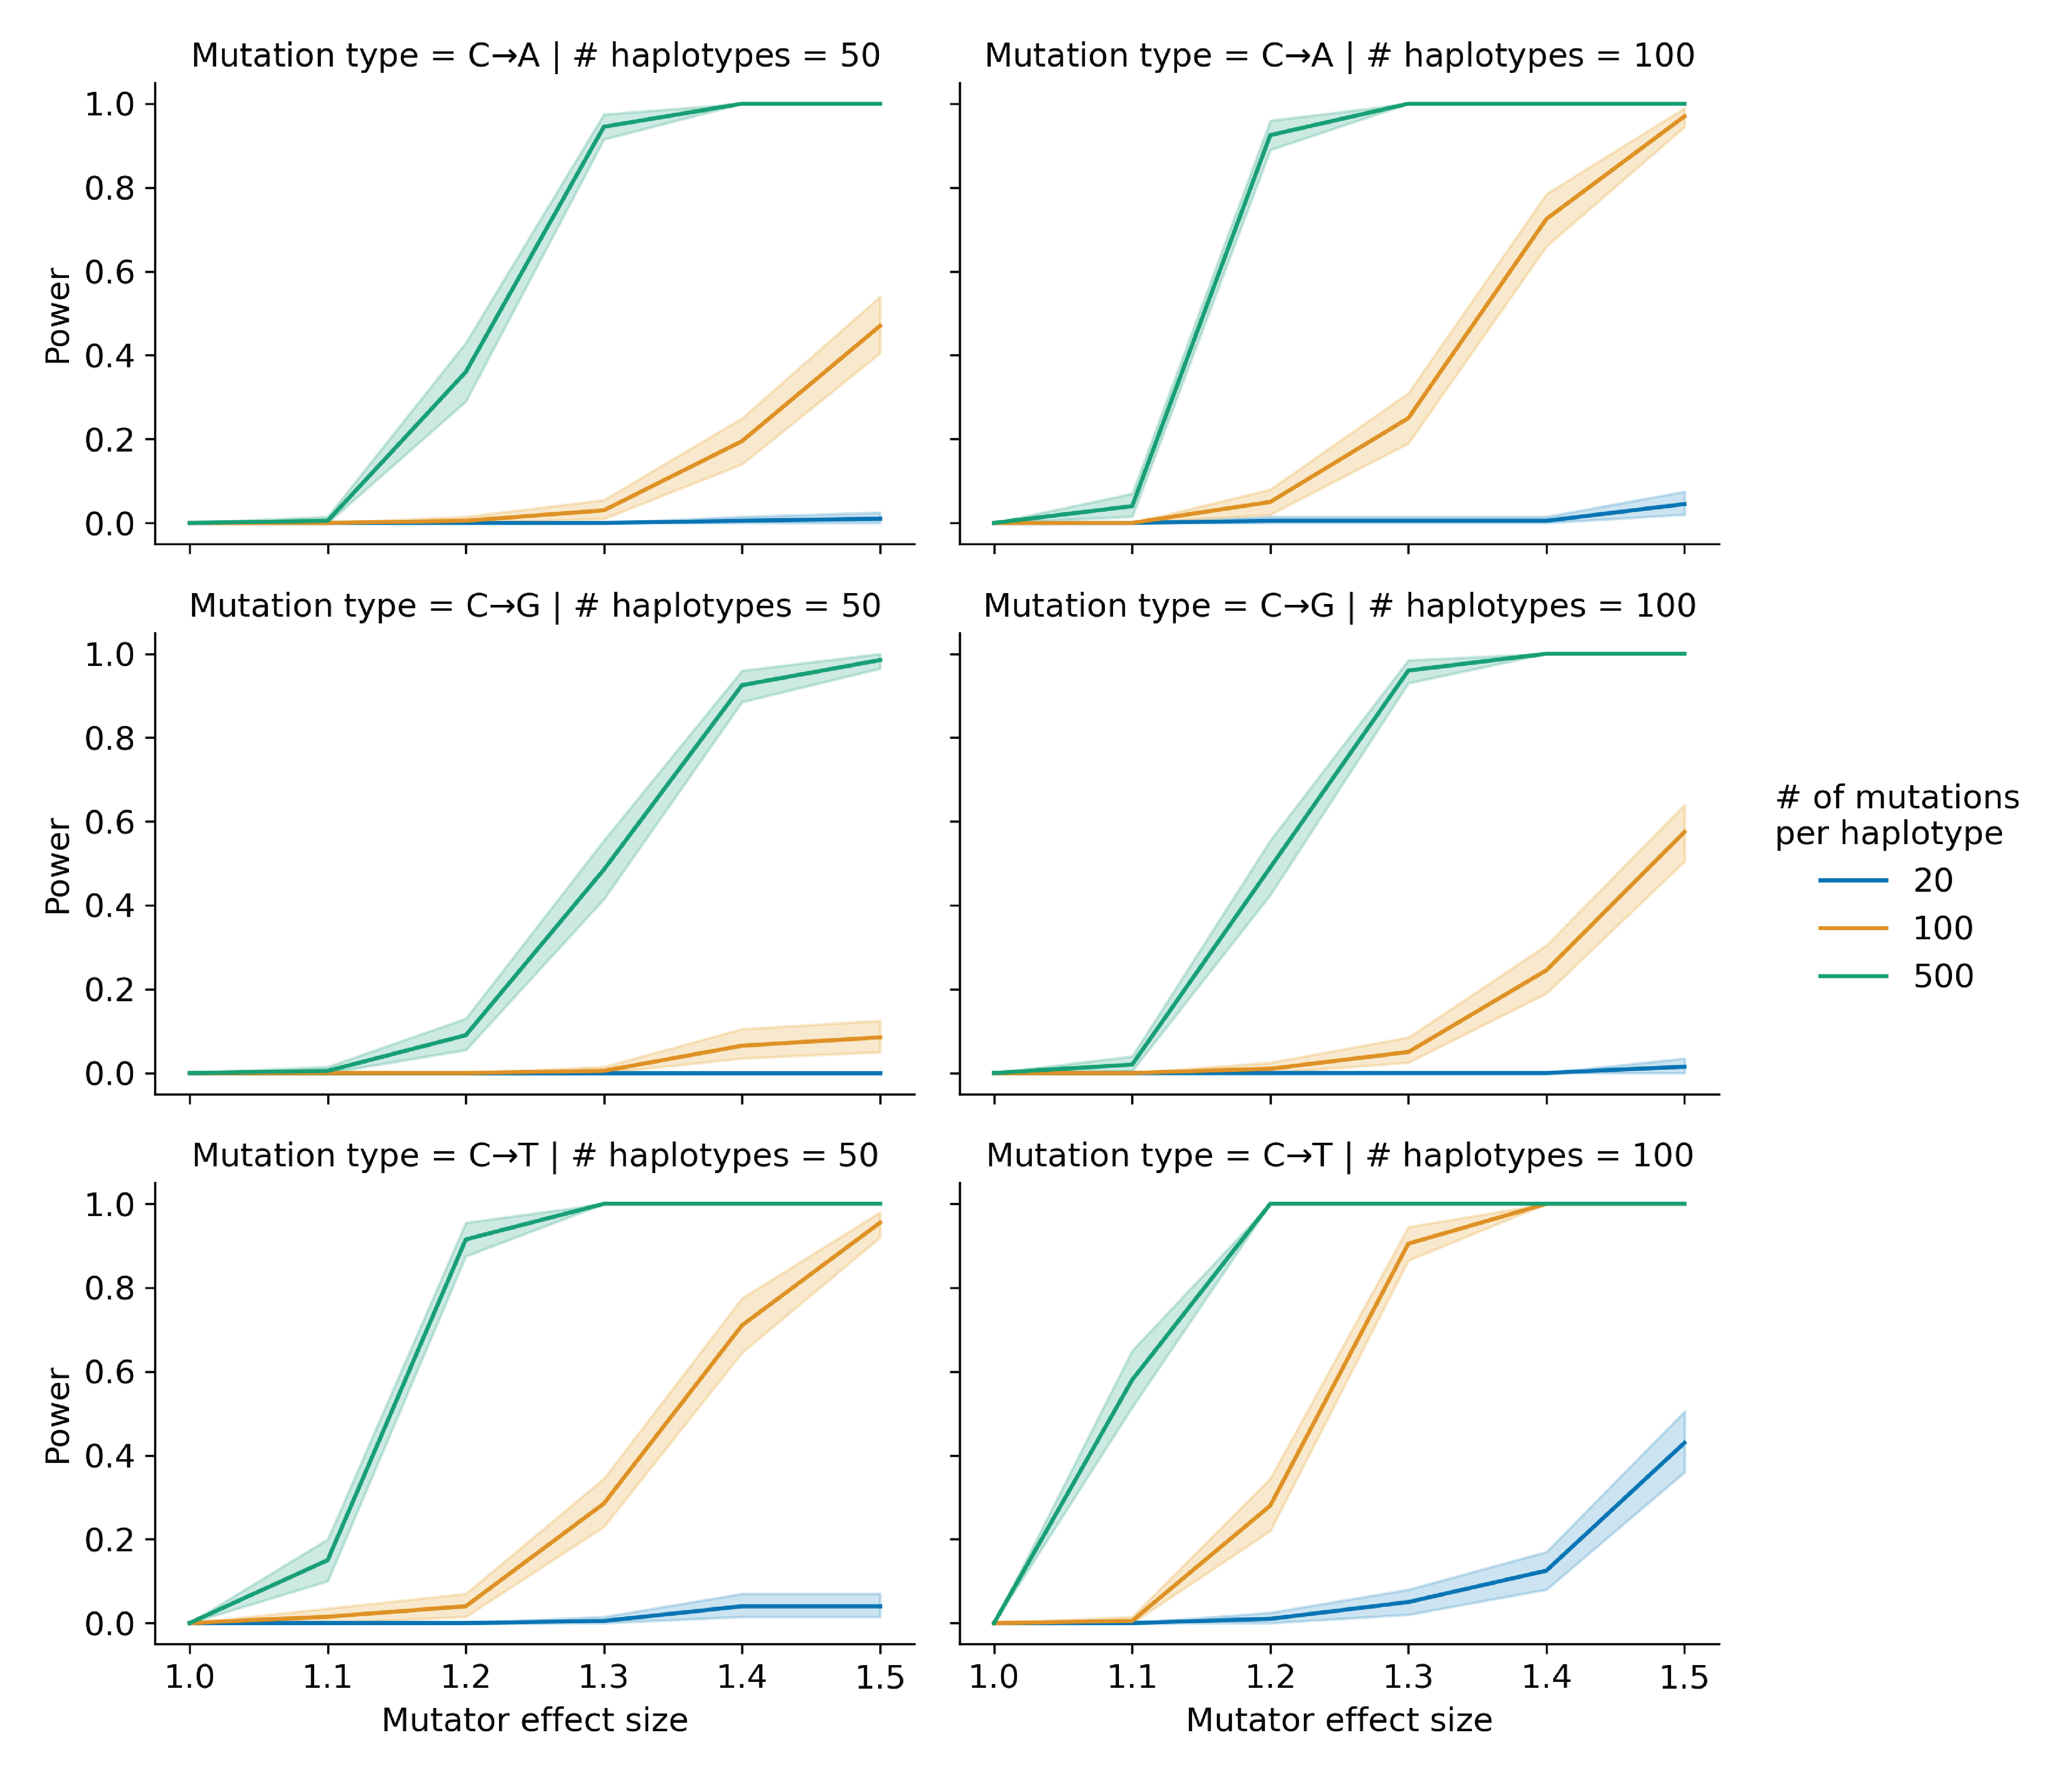 Mutation type = C→A | # haplotypes = 50
Mutation type = C→A | # haplotypes = 100
1.0
0.8
0.6
0.4
0.2
0.0
Power
Mutation type = C→G | # haplotypes = 50
Mutation type = C→G | # haplotypes = 100
1.0
0.8
0.6
0.4
0.2
0.0
Power
# of mutations
per haplotype
20
100
500
Mutation type = C→T | # haplotypes = 50
Mutation type = C→T | # haplotypes = 100
1.0
0.8
0.6
0.4
0.2
0.0
Power
1.0 1.1 1.2 1.3 1.4 1.5
1.0 1.1 1.2 1.3 1.4 1.5
Mutator effect size
Mutator effect size